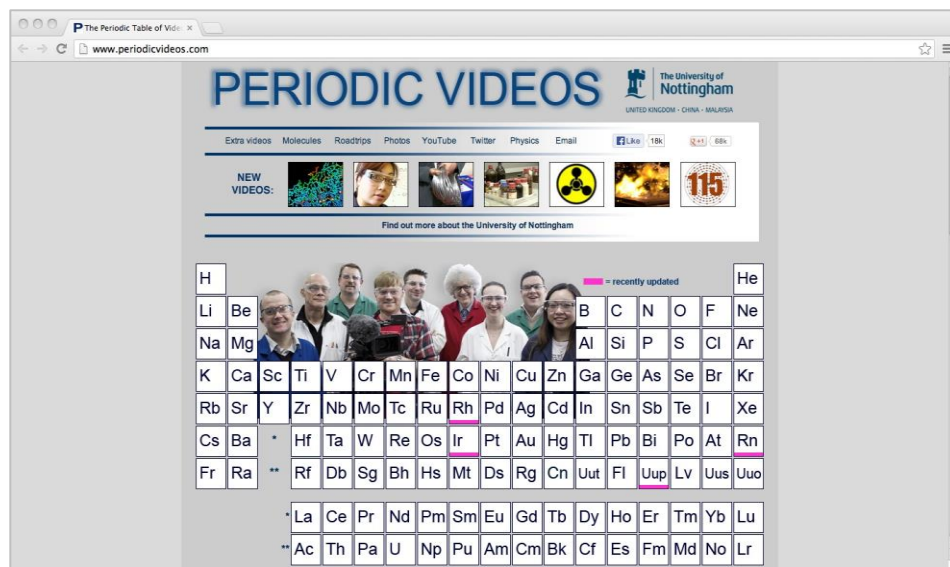 The Periodic Table of Vide
www.periodicvideos.com
PERIODIC VIDEOS
The University of
Nottingham
UNITED KINGDOM - CHINA - MALAYSIA
Extra videos Molecules Roadtrips Photos YouTube Twitter Physics Email Like 18k +1 68k
NEW
VIDEOS:
115
Find out more about the University of Nottingham
= recently updated
H He
Li Be B C N O F Ne
Na Mg Al Si P S Cl Ar
K Ca Sc Ti V Cr Mn Fe Co Ni Cu Zn Ga Ge As Se Br Kr
Rb Sr Y Zr Nb Mo Tc Ru Rh Pd Ag Cd In Sn Sb Te I Xe
Cs Ba * Hf Ta W Re Os Ir Pt Au Hg Tl Pb Bi Po At Rn
Fr Ra ** Rf Db Sg Bh Hs Mt Ds Rg Cn Uut Fl Uup Lv Uus Uuo
* La Ce Pr Nd Pm Sm Eu Gd Tb Dy Ho Er Tm Yb Lu
** Ac Th Pa U Np Pu Am Cm Bk Cf Es Fm Md No Lr